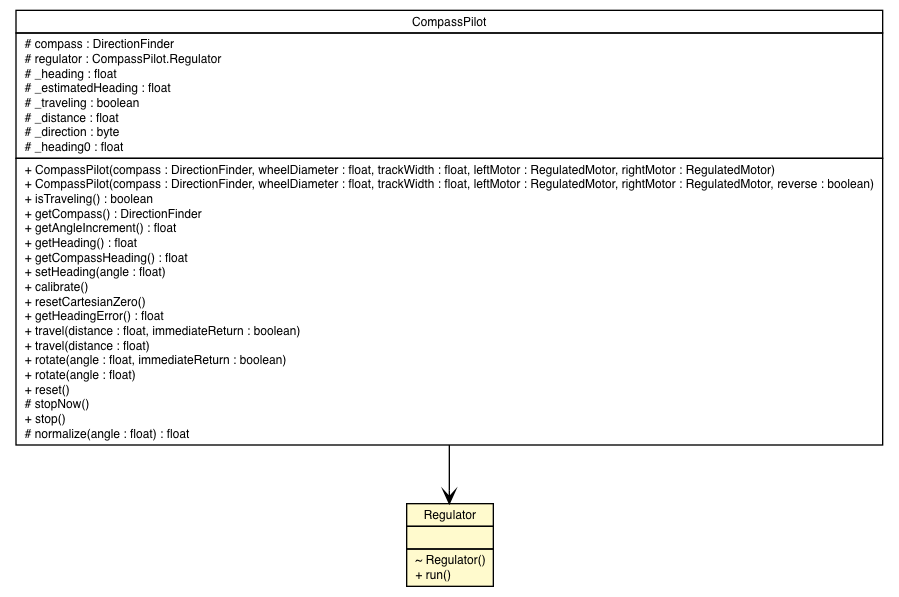 CompassPilot
# compass : DirectionFinder
# regulator : CompassPilot.Regulator
# _heading : float
# _estimatedHeading : float
# _traveling : boolean
# _distance : float
# _direction : byte
# _heading0 : float
+ CompassPilot(compass : DirectionFinder, wheelDiameter : float, trackWidth : float, leftMotor : RegulatedMotor, rightMotor : RegulatedMotor)
+ CompassPilot(compass : DirectionFinder, wheelDiameter : float, trackWidth : float, leftMotor : RegulatedMotor, rightMotor : RegulatedMotor, reverse : boolean)
+ isTraveling() : boolean
+ getCompass() : DirectionFinder
+ getAngleIncrement() : float
+ getHeading() : float
+ getCompassHeading() : float
+ setHeading(angle : float)
+ calibrate()
+ resetCartesianZero()
+ getHeadingError() : float
+ travel(distance : float, immediateReturn : boolean)
+ travel(distance : float)
+ rotate(angle : float, immediateReturn : boolean)
+ rotate(angle : float)
+ reset()
# stopNow()
+ stop()
# normalize(angle : float) : float
Regulator
~ Regulator()
+ run()